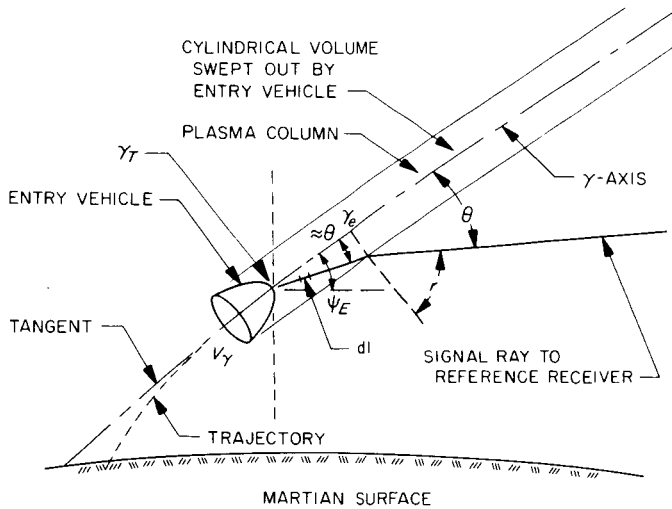 CYLINDRICAL VOLUME
SWEPT OUT BY
ENTRY VEHICLE
PLASMA COLUMN
γT
γ-AXIS
ENTRY VEHICLE
γe
≈θ
θ
ψE
TANGENT
Vγ
dl
SIGNAL RAY TO
REFERENCE RECEIVER
TRAJECTORY
MARTIAN SURFACE